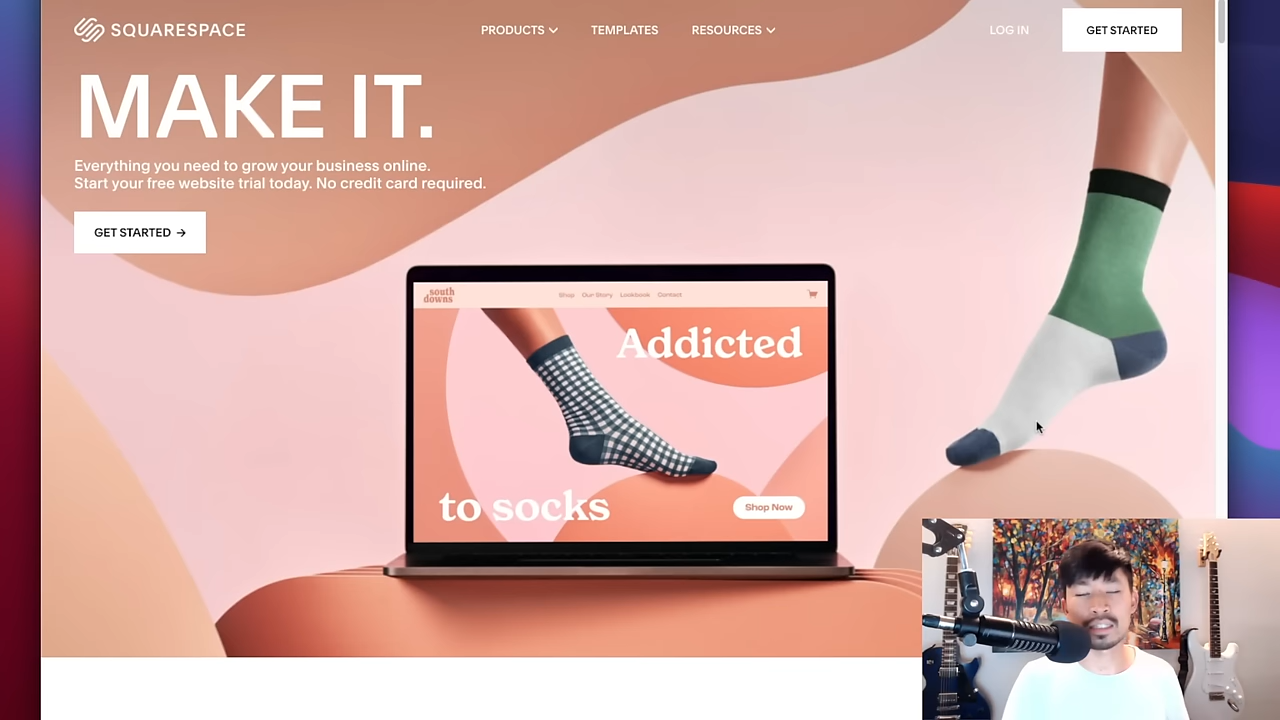 SQUARESPACE
PRODUCTS
TEMPLATES
RESOURCES
LOG IN
GET STARTED
MAKE IT.
Everything you need to grow your business online.
Start your free website trial today. No credit card required.
GET STARTED →
south
downs
Shop
Our Story
Lookbook
Contact
Addicted
to socks
Shop Now